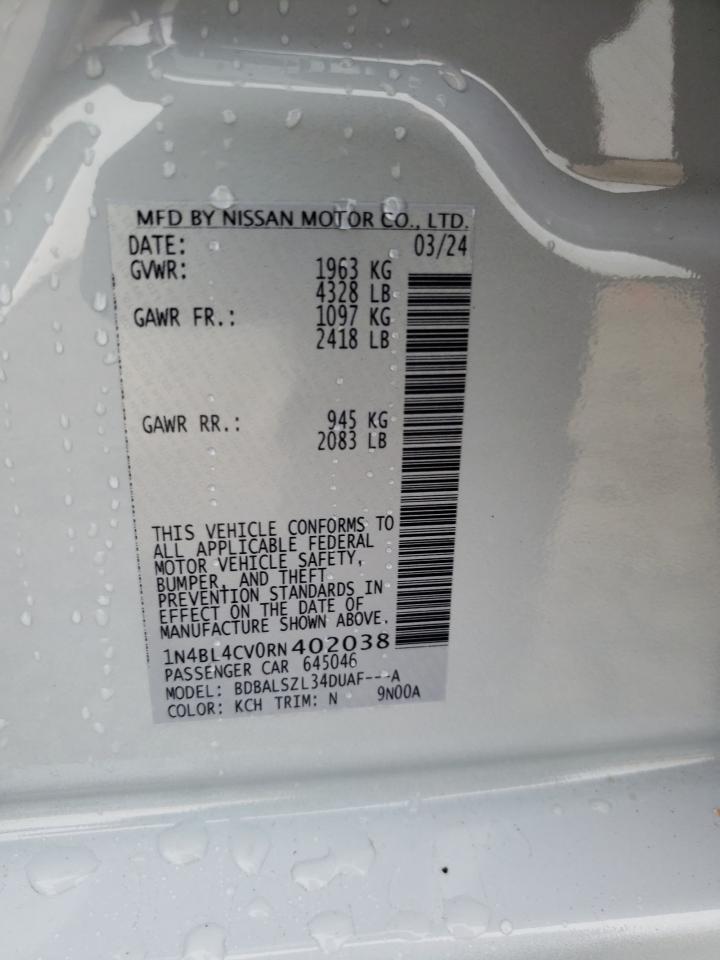 MFD BY NISSAN MOTOR CO., LTD.
DATE: 03/24
GVWR: 1963 KG
4328 LB
GAWR FR.: 1097 KG
2418 LB
GAWR RR.: 945 KG
2083 LB
THIS VEHICLE CONFORMS TO
ALL APPLICABLE FEDERAL
MOTOR VEHICLE SAFETY,
BUMPER, AND THEFT
PREVENTION STANDARDS IN
EFFECT ON THE DATE OF
MANUFACTURE SHOWN ABOVE.
1N4BL4CV0RN402038
PASSENGER CAR 645046
MODEL: BDBALSZL34DUAF---A
COLOR: KCH TRIM: N 9N00A